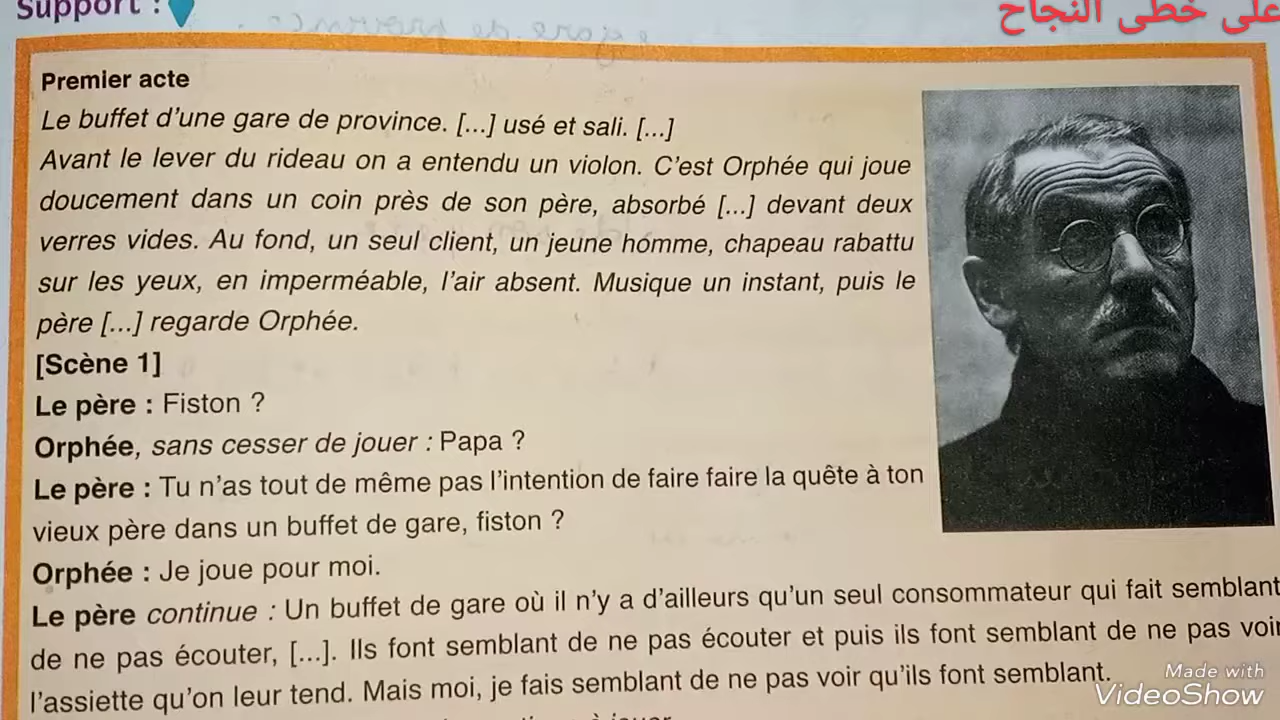 Support :
على خطى النجاح
Premier acte
Le buffet d'une gare de province. [...] usé et sali. [...]
Avant le lever du rideau on a entendu un violon. C'est Orphée qui joue
doucement dans un coin près de son père, absorbé [...] devant deux
verres vides. Au fond, un seul client, un jeune homme, chapeau rabattu
sur les yeux, en imperméable, l'air absent. Musique un instant, puis le
père [...] regarde Orphée.
[Scène 1]
Le père : Fiston ?
Orphée, sans cesser de jouer : Papa ?
Le père : Tu n'as tout de même pas l'intention de faire faire la quête à ton
vieux père dans un buffet de gare, fiston ?
Orphée : Je joue pour moi.
Le père continue : Un buffet de gare où il n'y a d'ailleurs qu'un seul consommateur qui fait semblant
de ne pas écouter, [...]. Ils font semblant de ne pas écouter et puis ils font semblant de ne pas voir
l'assiette qu'on leur tend. Mais moi, je fais semblant de ne pas voir qu'ils font semblant.
Made with
VideoShow